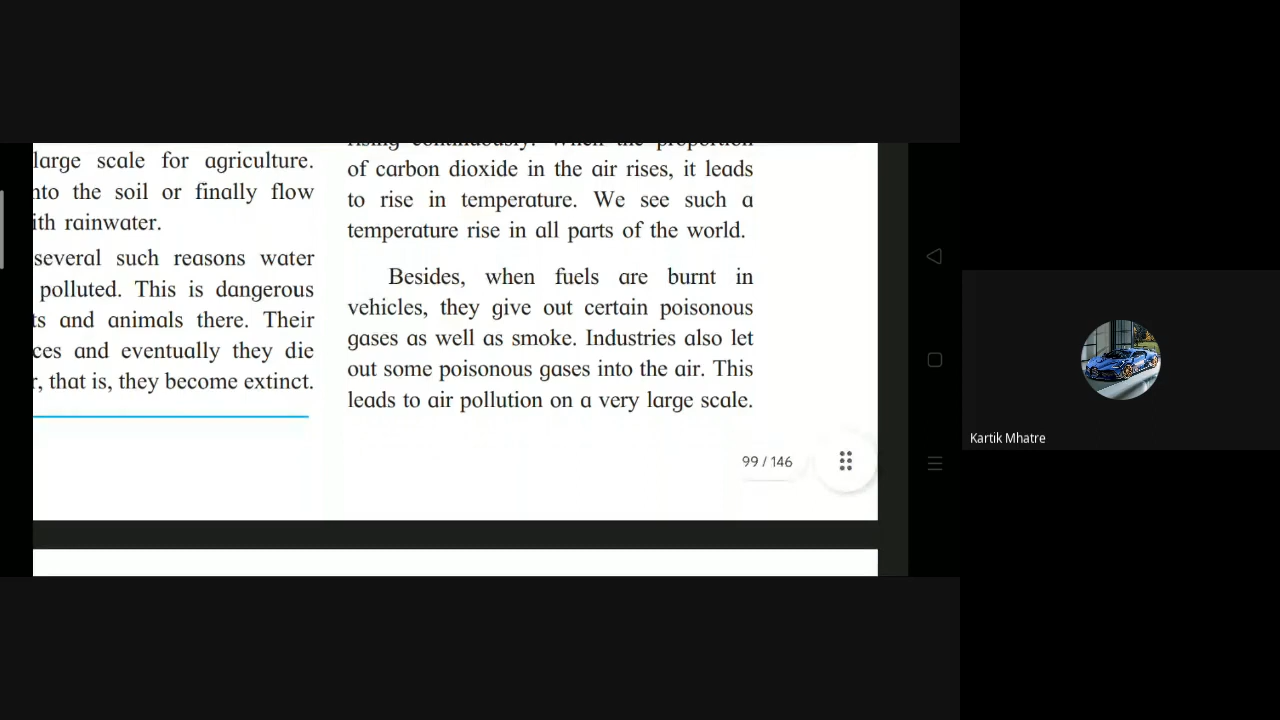 large scale for agriculture.
the soil or finally flow
rainwater.
several such reasons water
polluted. This is dangerous
and animals there. Their
and eventually they die
that is, they become extinct.
rising continuously. When the proportion
of carbon dioxide in the air rises, it leads
to rise in temperature. We see such a
temperature rise in all parts of the world.
Besides, when fuels are burnt in
vehicles, they give out certain poisonous
gases as well as smoke. Industries also let
out some poisonous gases into the air. This
leads to air pollution on a very large scale.
99 / 146
Kartik Mhatre